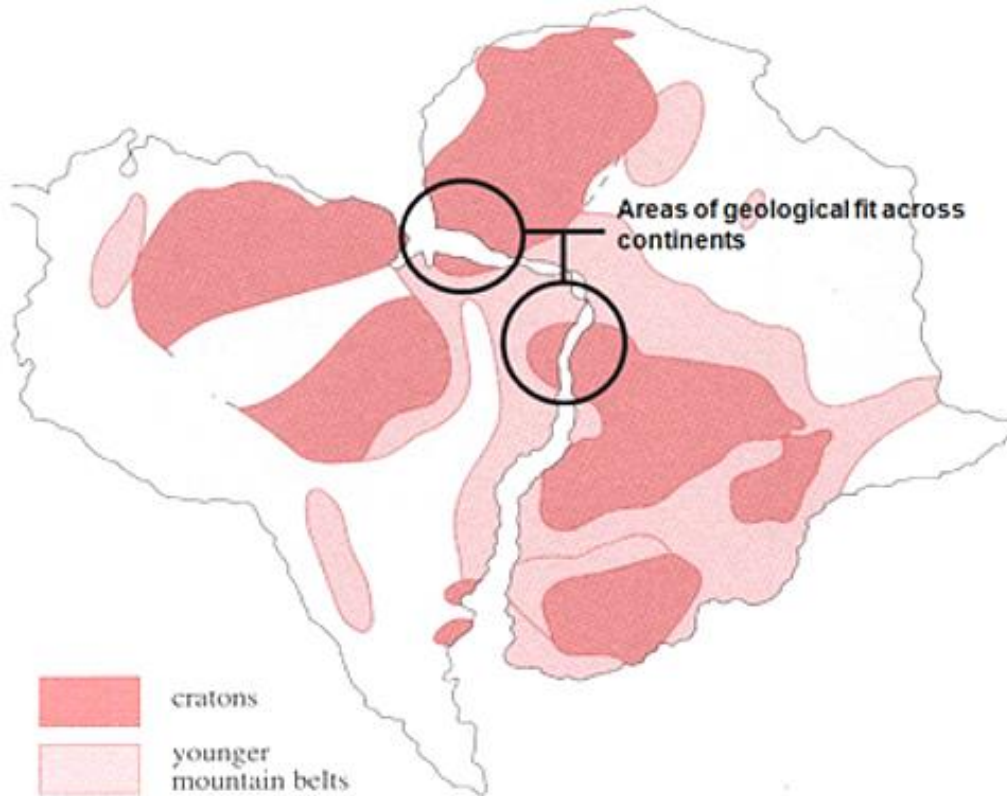 Areas of geological fit across
continents
cratons
younger
mountain belts